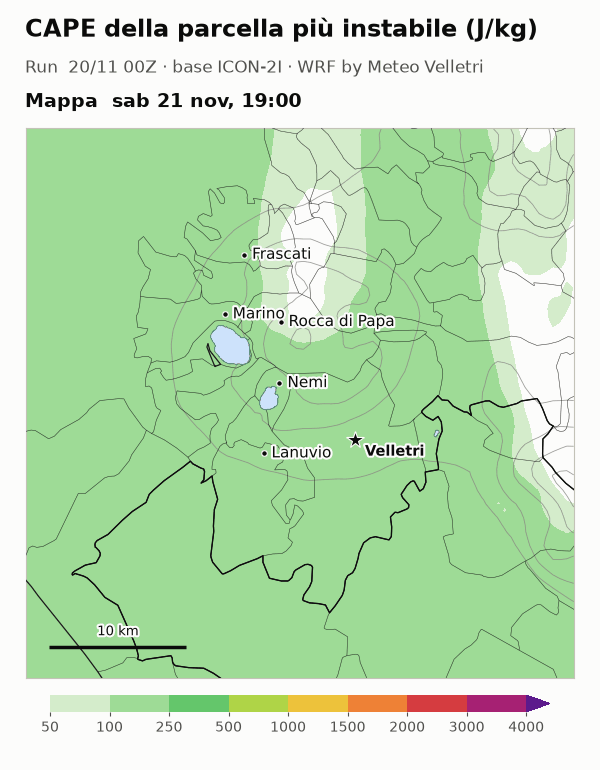 CAPE della parcella più instabile (J/kg)
Run 20/11 00Z · base ICON-2I · WRF by Meteo Velletri
Mappa sab 21 nov, 19:00
Frascati
Marino
Rocca di Papa
Nemi
Velletri
Lanuvio
10 km
50 100 250 500 1000 1500 2000 3000 4000